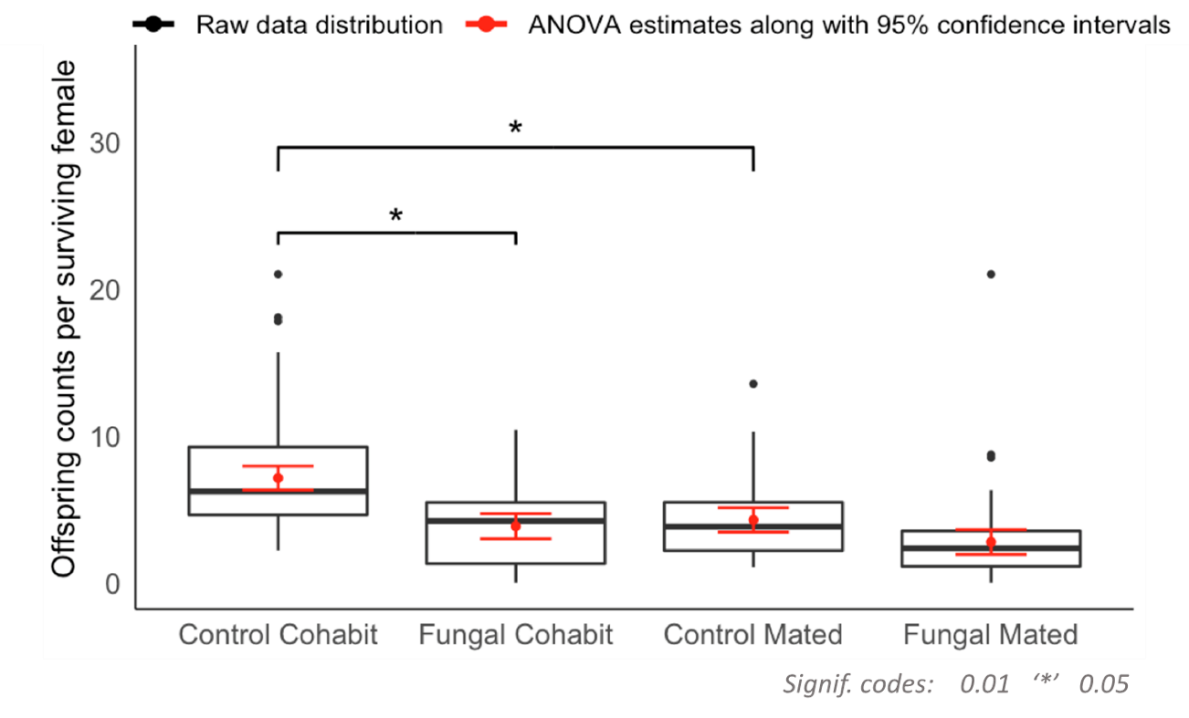 Raw data distribution ANOVA estimates along with 95% confidence intervals
Offspring counts per surviving female
30
20
10
0
*
*
Control Cohabit Fungal Cohabit Control Mated Fungal Mated
Signif. codes: 0.01 ‘*’ 0.05